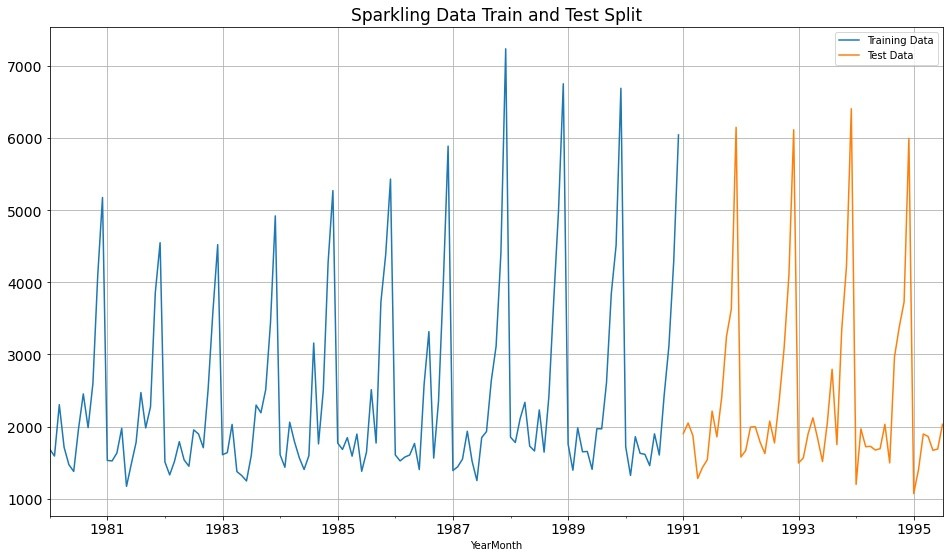 Sparkling Data Train and Test Split
Training Data
Test Data
7000
6000
5000
4000
3000
2000
1000
1981 1983 1985 1987 1989 1991 1993 1995
YearMonth